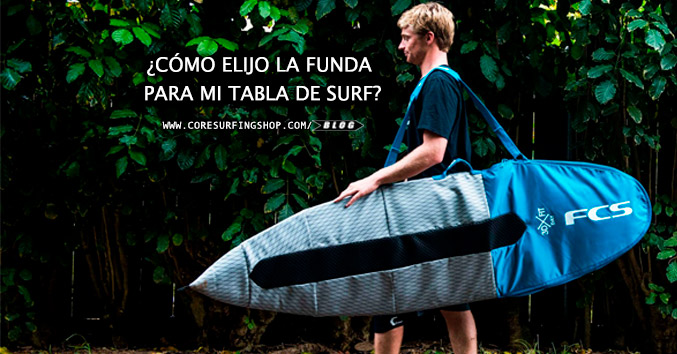 ¿CÓMO ELIJO LA FUNDA
PARA MI TABLA DE SURF?
WWW.CORESURFINGSHOP.COM/ BLOG
FCS